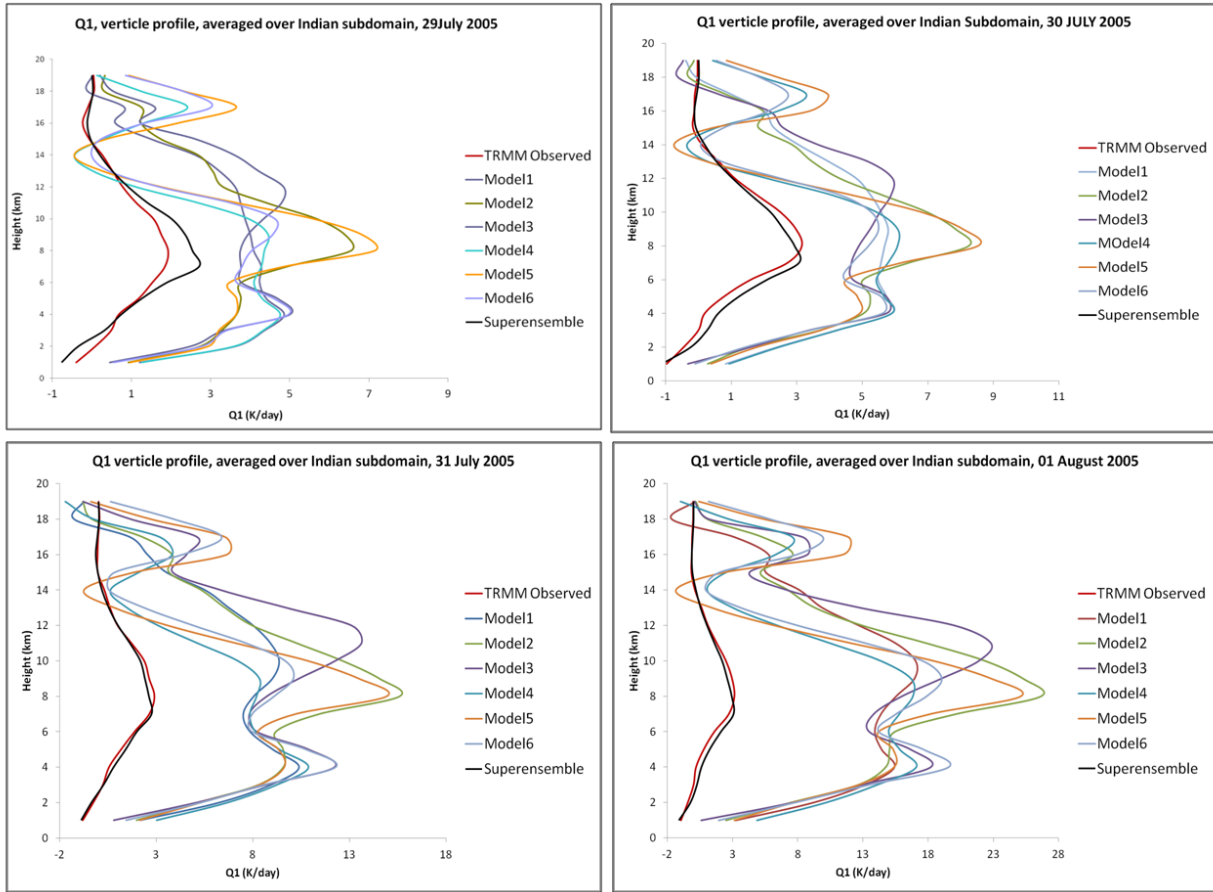 Q1, verticle profile, averaged over Indian subdomain, 29July 2005
20
18
16
14
12
10
8
6
4
2
0
Height (km)
-1
1
3
5
7
9
Q1 (K/day)
TRMM Observed
Model1
Model2
Model3
Model4
Model5
Model6
Superensemble
Q1, verticle profile, averaged over Indian Subdomain, 30 JULY 2005
20
18
16
14
12
10
8
6
4
2
0
Height (km)
-1
1
3
5
7
9
11
Q1 (K/day)
TRMM Observed
Model1
Model2
Model3
MOdel4
Model5
Model6
Superensemble
Q1 verticle profile, averaged over Indian subdomain, 31 July 2005
20
18
16
14
12
10
8
6
4
2
0
Height (km)
-2
3
8
13
18
Q1 (K/day)
TRMM Observed
Model1
Model2
Model3
Model4
Model5
Model6
Superensemble
Q1 verticle profile, averaged over Indian subdomain, 01 August 2005
20
18
16
14
12
10
8
6
4
2
0
Height (km)
-2
3
8
13
18
23
28
Q1 (K/day)
TRMM Observed
Model1
Model2
Model3
Model4
Model5
Model6
Superensemble